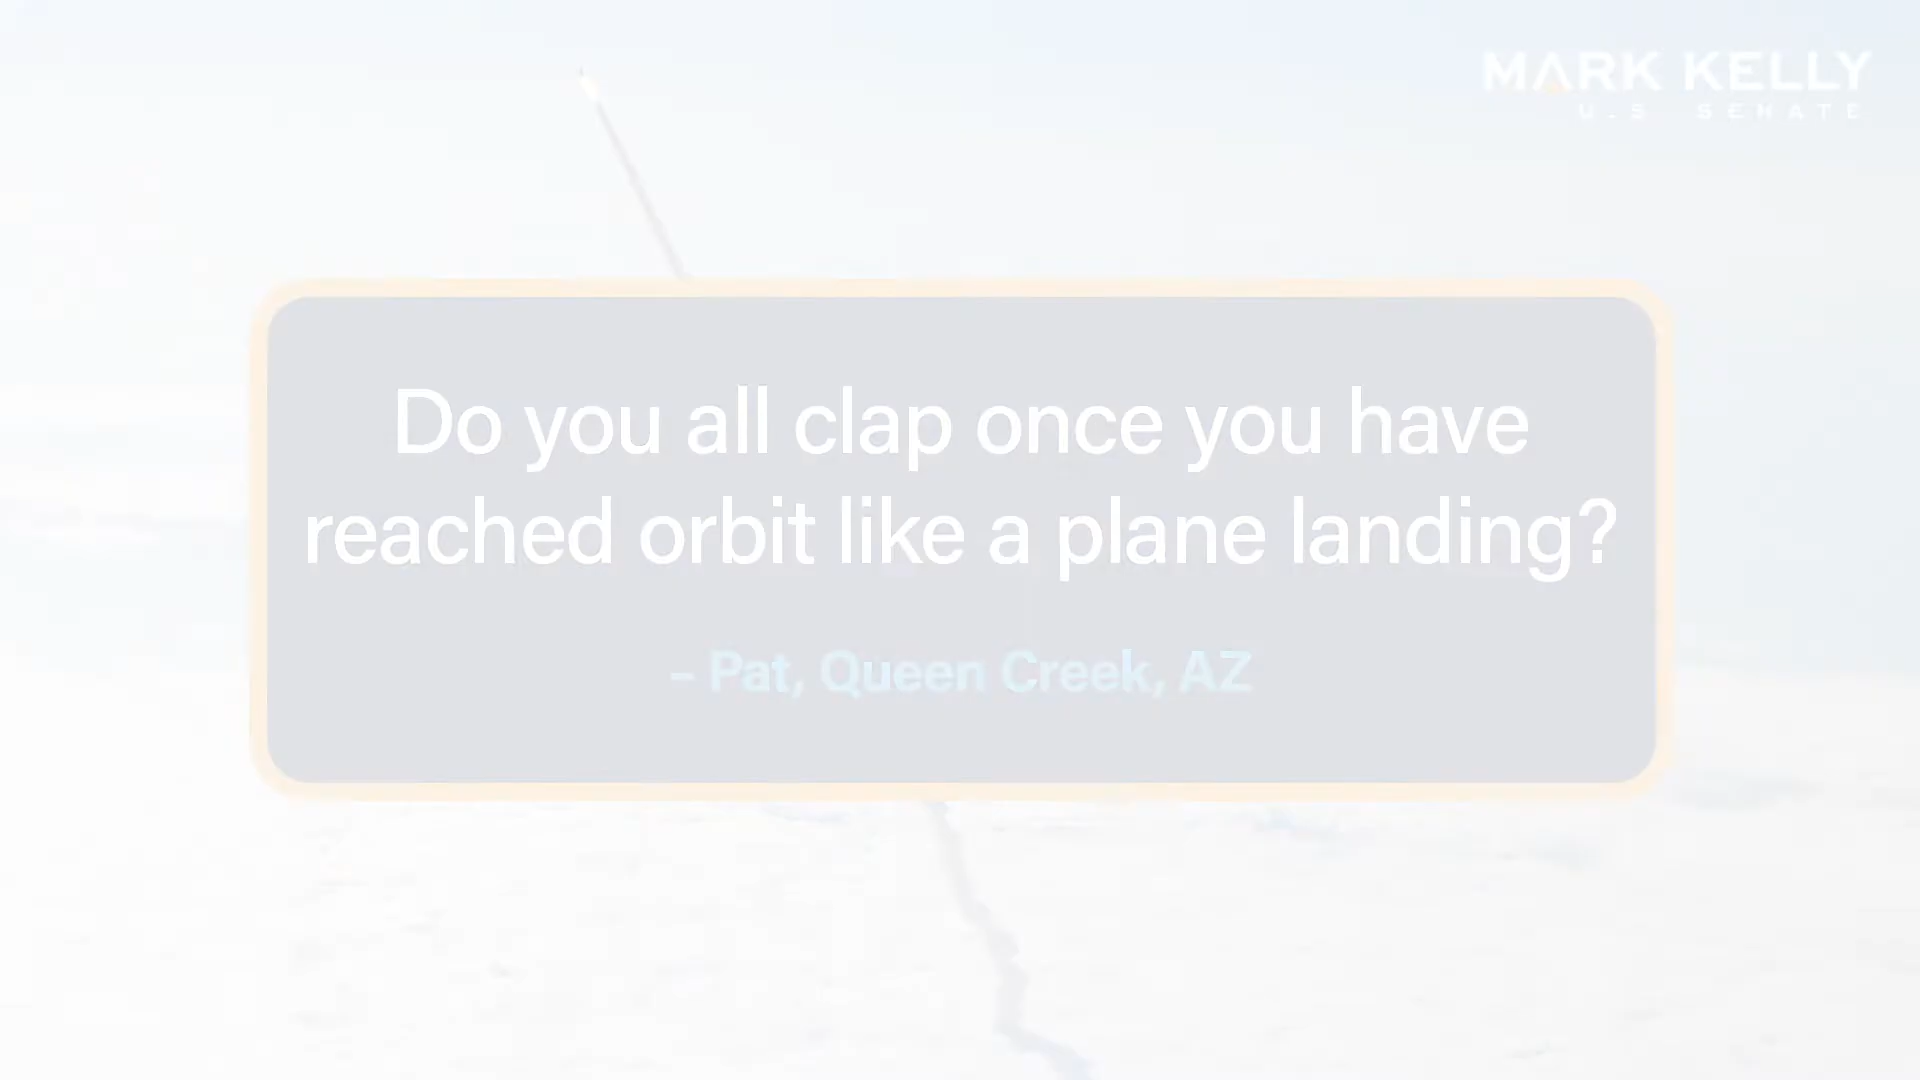 MARK KELLY
U.S SENATE
Do you all clap once you have
reached orbit like a plane landing?
– Pat, Queen Creek, AZ